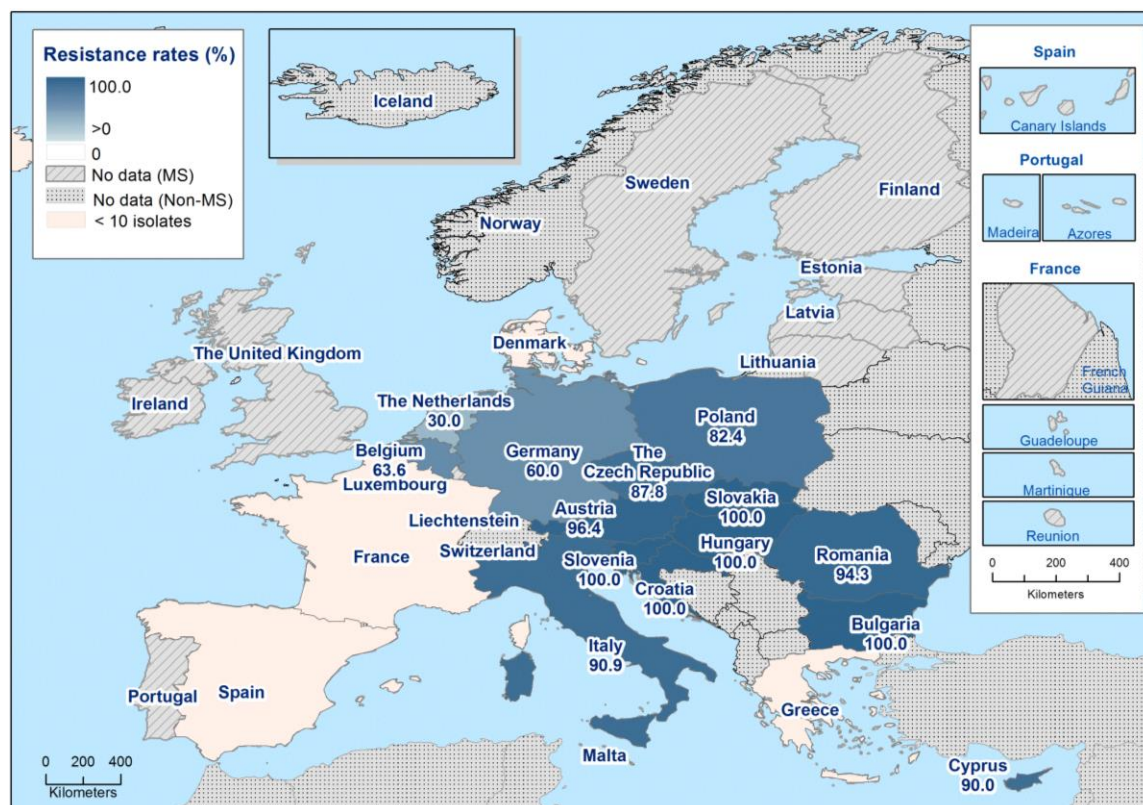 Resistance rates (%)
100.0
>0
0
No data (MS)
No data (Non-MS)
< 10 isolates
Iceland
Norway
Sweden
Finland
Estonia
Latvia
Lithuania
Denmark
The United Kingdom
Ireland
The Netherlands
30.0
Belgium
63.6
Luxembourg
Germany
60.0
Poland
82.4
The
Czech Republic
87.8
Slovakia
100.0
Austria
96.4
Liechtenstein
Switzerland
France
Hungary
100.0
Slovenia
100.0
Croatia
100.0
Romania
94.3
Bulgaria
100.0
Italy
90.9
Portugal
Spain
Greece
Malta
Cyprus
90.0
0 200 400
Kilometers
Spain
Canary Islands
Portugal
Madeira
Azores
France
French
Guiana
Guadeloupe
Martinique
Reunion
0 200 400
Kilometers